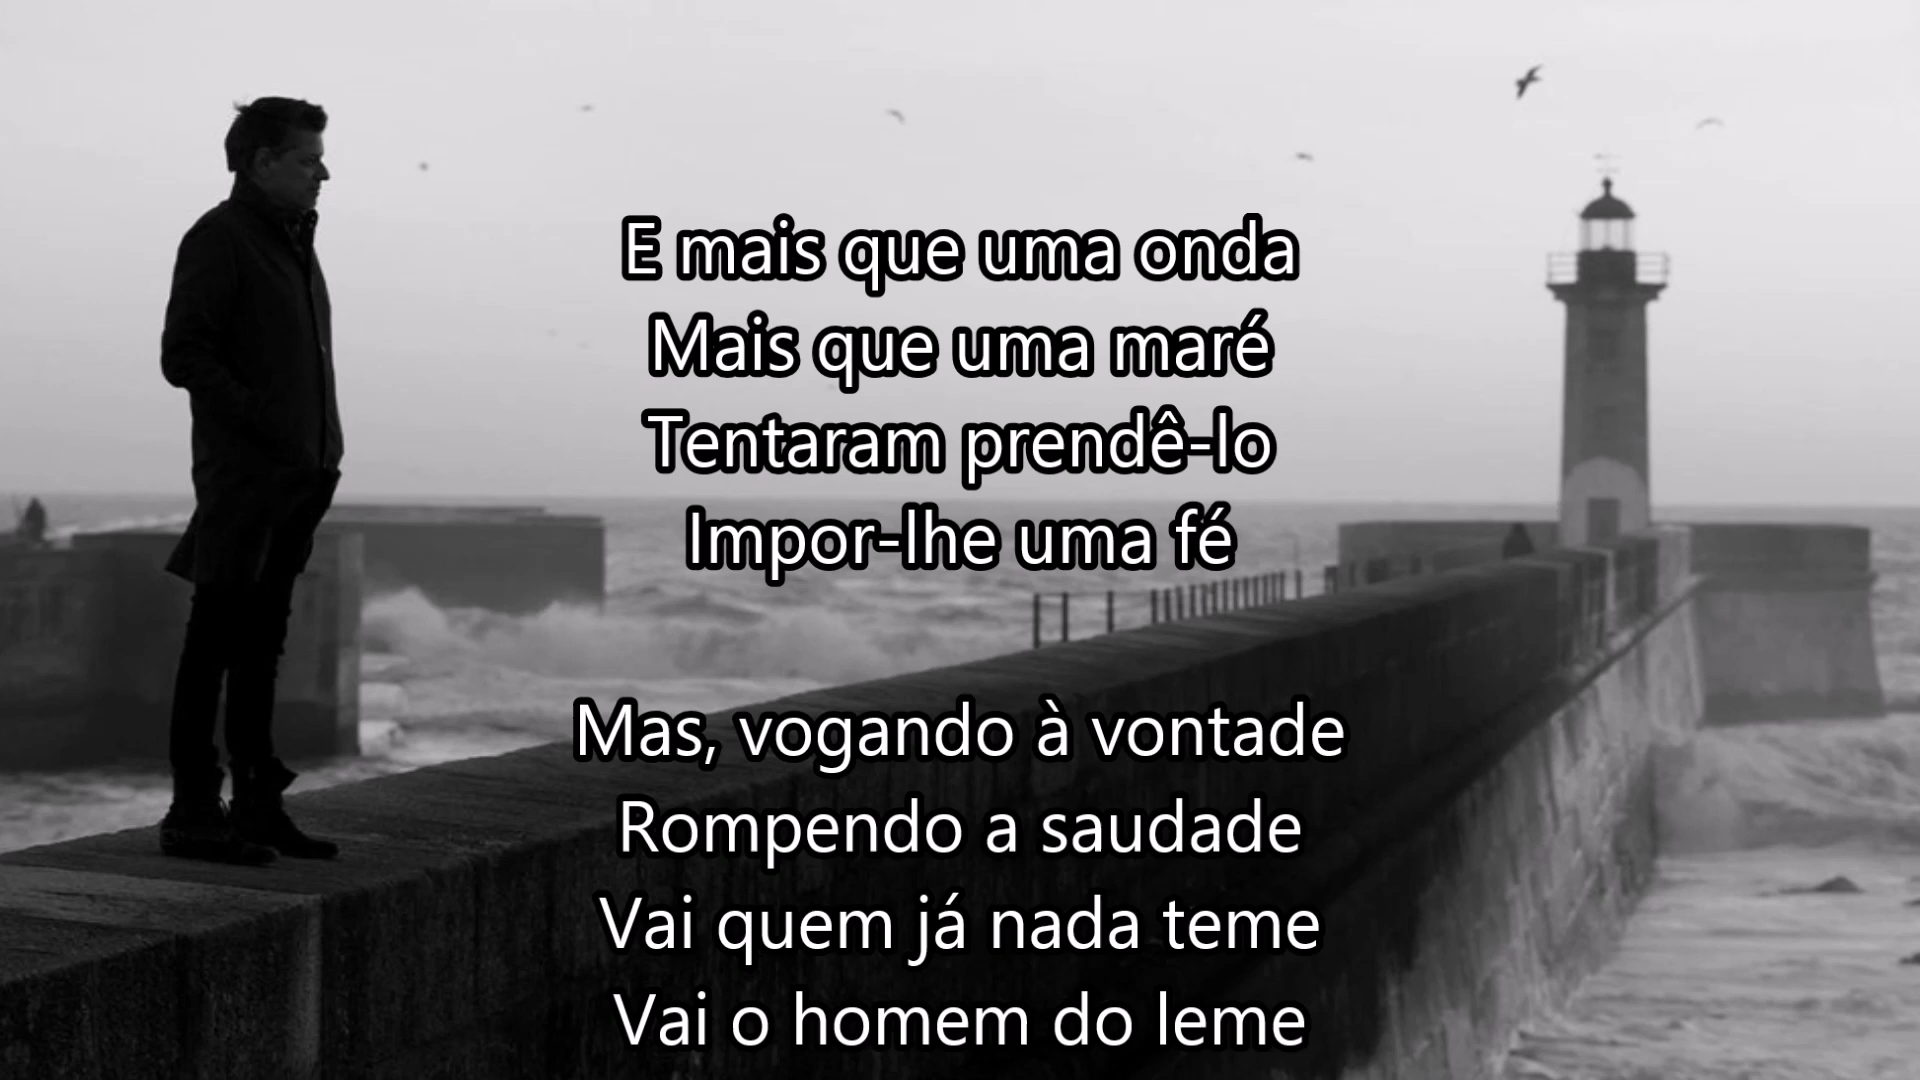 E mais que uma onda
Mais que uma maré
Tentaram prendê-lo
Impor-lhe uma fé
Mas, vogando à vontade
Rompendo a saudade
Vai quem já nada teme
Vai o homem do leme